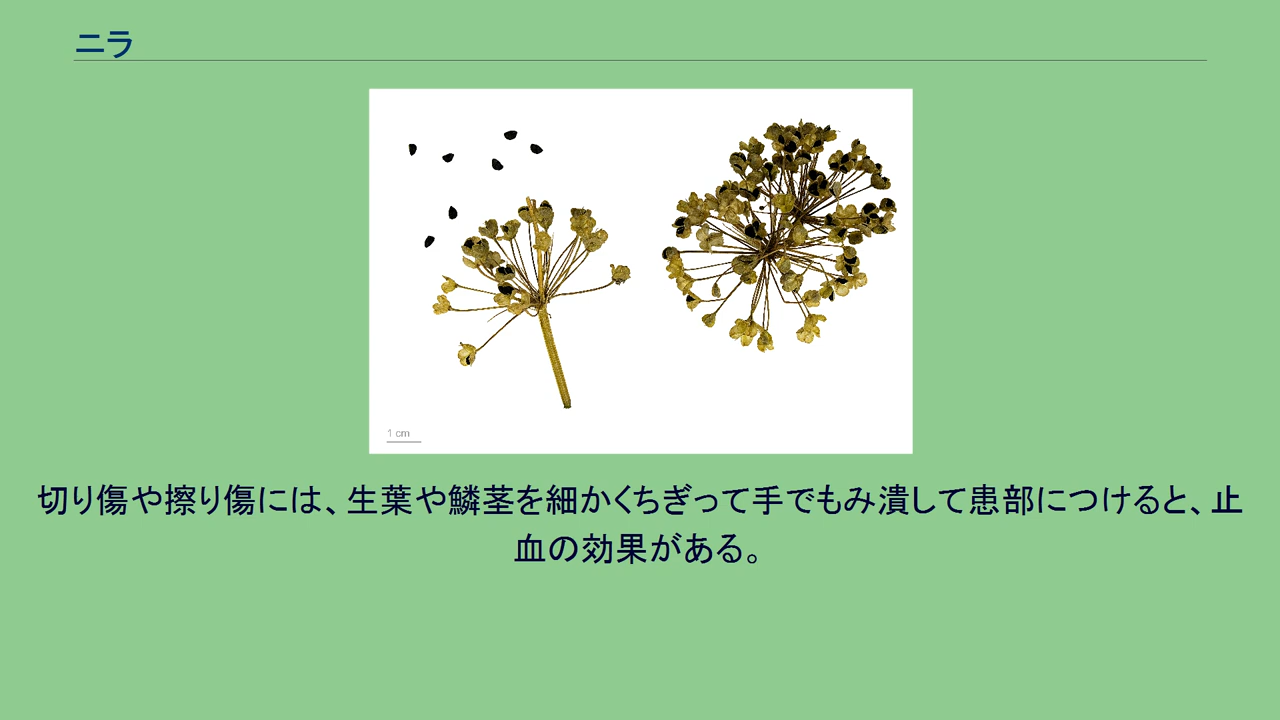 ニラ
1 cm
切り傷や擦り傷には、生葉や鱗茎を細かくちぎって手でもみ潰して患部につけると、止
血の効果がある。